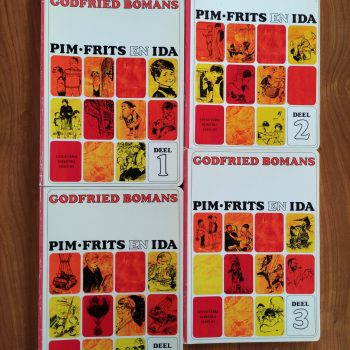 GODFRIED BOMANS
PIM·FRITS EN IDA
DEEL
1
PIM·FRITS EN IDA
DEEL
2
GODFRIED BOMANS
PIM·FRITS EN IDA
DEEL
GODFRIED BOMANS
PIM·FRITS EN IDA
DEEL
3